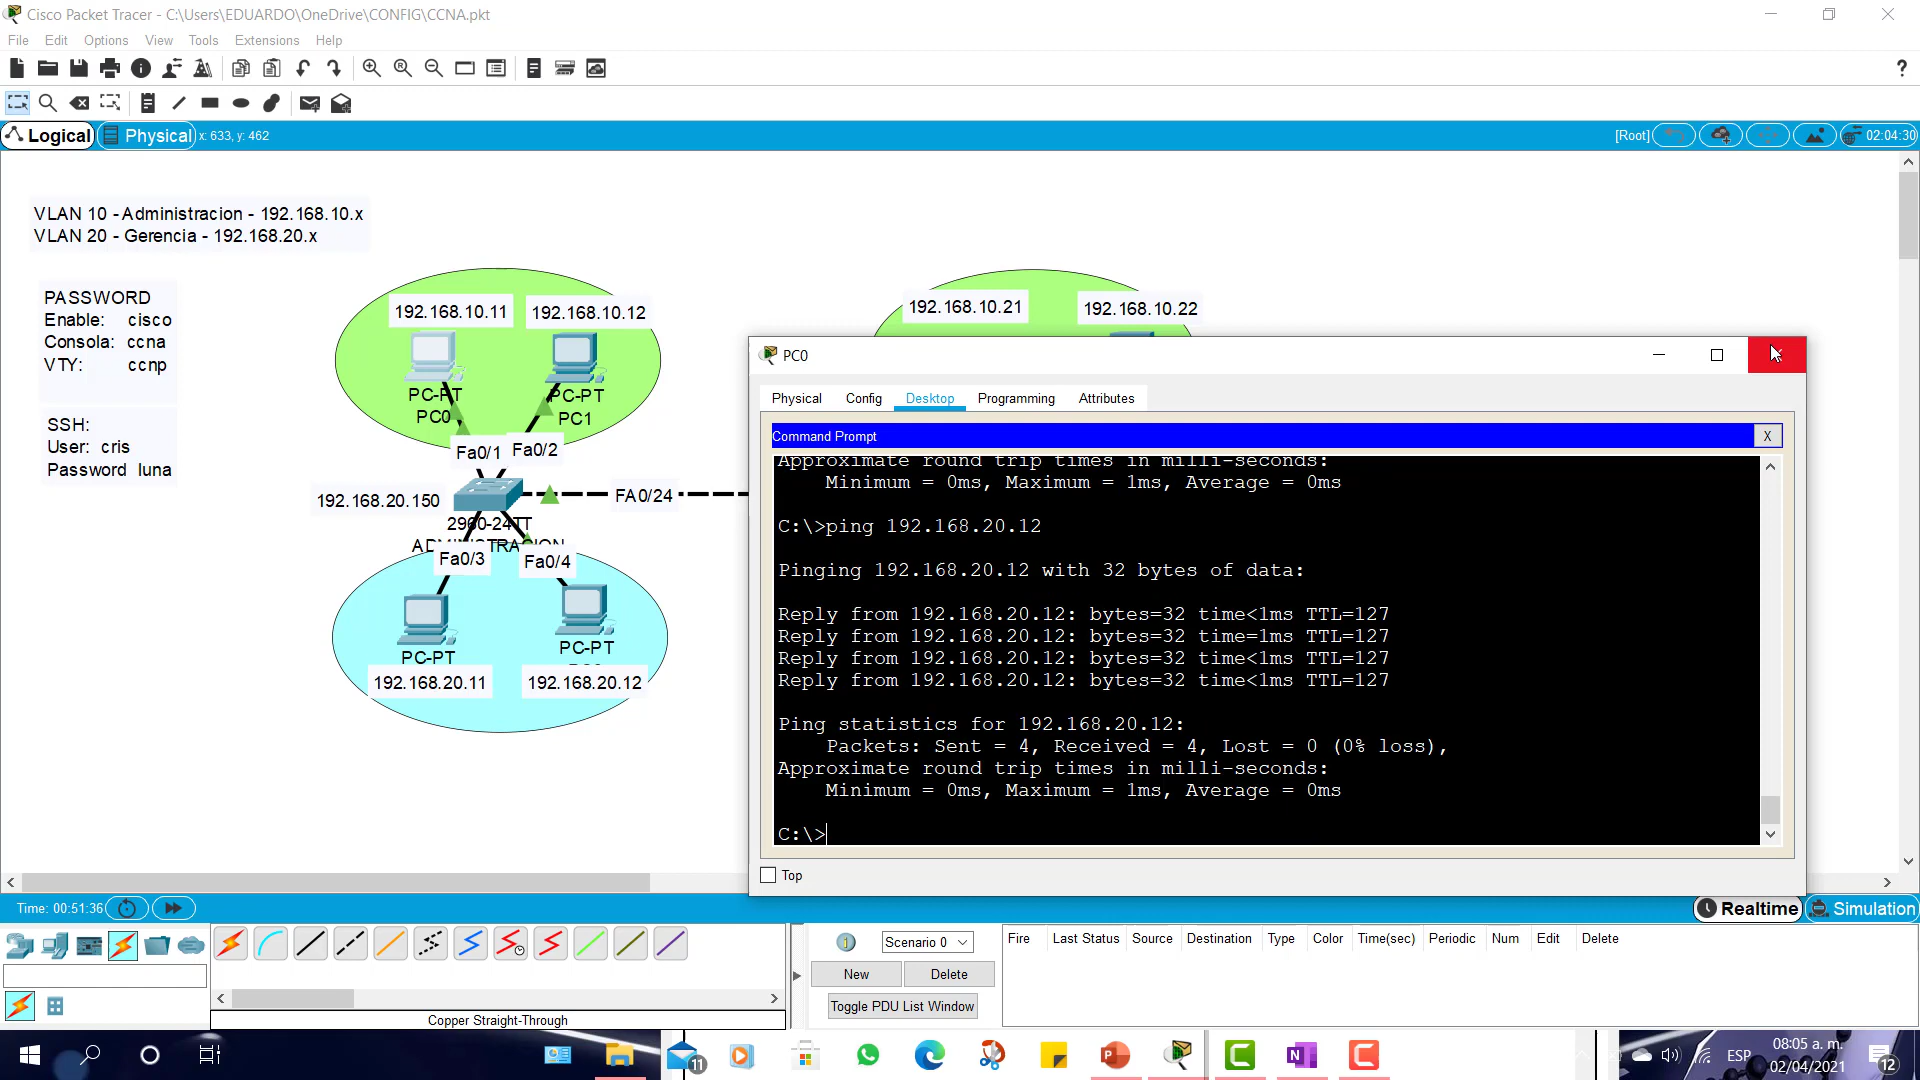 Cisco Packet Tracer - C:\Users\EDUARDO\OneDrive\CONFIG\CCNA.pkt
File Edit Options View Tools Extensions Help
Logical Physical x: 633, y: 462
[Root] 02:04:30
VLAN 10 - Administracion - 192.168.10.x
VLAN 20 - Gerencia - 192.168.20.x
PASSWORD
Enable: cisco
Consola: ccna
VTY: ccnp
SSH:
User: cris
Password luna
192.168.10.11
192.168.10.12
PC-PT
PC0
PC-PT
PC1
Fa0/1
Fa0/2
192.168.20.150
2960-24TT
ADMINISTRACION
FA0/24
Fa0/3
Fa0/4
PC-PT
PC-PT
192.168.20.11
192.168.20.12
192.168.10.21
192.168.10.22
PC0
Physical Config Desktop Programming Attributes
Command Prompt X
Approximate round trip times in milli-seconds:
Minimum = 0ms, Maximum = 1ms, Average = 0ms
C:\>ping 192.168.20.12
Pinging 192.168.20.12 with 32 bytes of data:
Reply from 192.168.20.12: bytes=32 time<1ms TTL=127
Reply from 192.168.20.12: bytes=32 time=1ms TTL=127
Reply from 192.168.20.12: bytes=32 time<1ms TTL=127
Reply from 192.168.20.12: bytes=32 time<1ms TTL=127
Ping statistics for 192.168.20.12:
Packets: Sent = 4, Received = 4, Lost = 0 (0% loss),
Approximate round trip times in milli-seconds:
Minimum = 0ms, Maximum = 1ms, Average = 0ms
C:\>
Top
Time: 00:51:36
Realtime Simulation
Scenario 0
New Delete
Toggle PDU List Window
Fire Last Status Source Destination Type Color Time(sec) Periodic Num Edit Delete
Copper Straight-Through
11
ESP
08:05 a. m.
02/04/2021
12